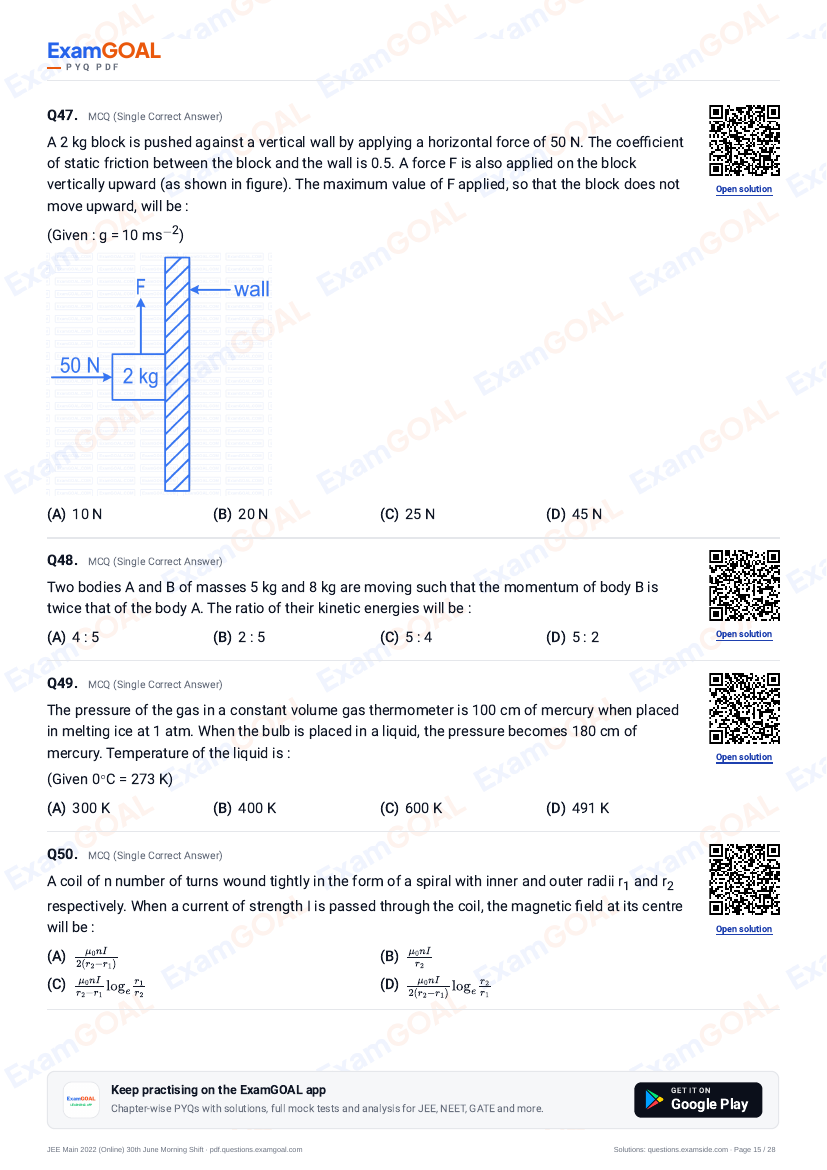 ExamGOAL
PYQ PDF
Q47. MCQ (Single Correct Answer)
A 2 kg block is pushed against a vertical wall by applying a horizontal force of 50 N. The coefficient
of static friction between the block and the wall is 0.5. A force F is also applied on the block
vertically upward (as shown in figure). The maximum value of F applied, so that the block does not
move upward, will be :
(Given : g = 10 ms⁻²)
Open solution
F
wall
50 N
2 kg
(A) 10 N (B) 20 N (C) 25 N (D) 45 N
Q48. MCQ (Single Correct Answer)
Two bodies A and B of masses 5 kg and 8 kg are moving such that the momentum of body B is
twice that of the body A. The ratio of their kinetic energies will be :
(A) 4 : 5 (B) 2 : 5 (C) 5 : 4 (D) 5 : 2
Open solution
Q49. MCQ (Single Correct Answer)
The pressure of the gas in a constant volume gas thermometer is 100 cm of mercury when placed
in melting ice at 1 atm. When the bulb is placed in a liquid, the pressure becomes 180 cm of
mercury. Temperature of the liquid is :
(Given 0°C = 273 K)
Open solution
(A) 300 K (B) 400 K (C) 600 K (D) 491 K
Q50. MCQ (Single Correct Answer)
A coil of n number of turns wound tightly in the form of a spiral with inner and outer radii r₁ and r₂
respectively. When a current of strength I is passed through the coil, the magnetic field at its centre
will be :
Open solution
(A) μ₀nI / 2(r₂−r₁) (B) μ₀nI / r₂
(C) μ₀nI / r₂−r₁ logₑ r₁/r₂ (D) μ₀nI / 2(r₂−r₁) logₑ r₂/r₁
Keep practising on the ExamGOAL app
Chapter-wise PYQs with solutions, full mock tests and analysis for JEE, NEET, GATE and more.
GET IT ON
Google Play
JEE Main 2022 (Online) 30th June Morning Shift · pdf.questions.examgoal.com
Solutions: questions.examside.com · Page 15 / 28